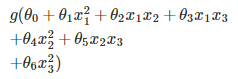 g(θ₀ + θ₁x₁² + θ₂x₁x₂ + θ₃x₁x₃
+θ₄x₂² + θ₅x₂x₃
+θ₆x₃²)